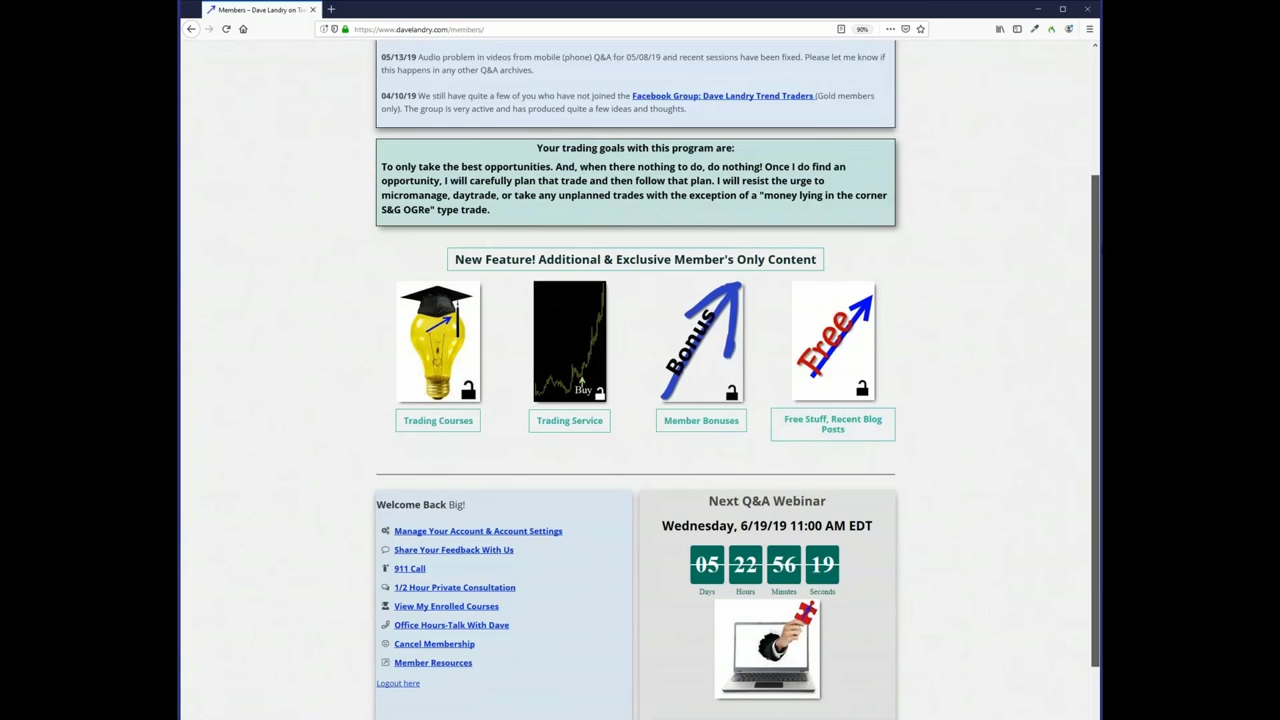 Members – Dave Landry on Tr
https://www.davelandry.com/members/
90%
05/13/19 Audio problem in videos from mobile (phone) Q&A for 05/08/19 and recent sessions have been fixed. Please let me know if
this happens in any other Q&A archives.
04/10/19 We still have quite a few of you who have not joined the Facebook Group: Dave Landry Trend Traders (Gold members
only). The group is very active and has produced quite a few ideas and thoughts.
Your trading goals with this program are:
To only take the best opportunities. And, when there nothing to do, do nothing! Once I do find an
opportunity, I will carefully plan that trade and then follow that plan. I will resist the urge to
micromanage, daytrade, or take any unplanned trades with the exception of a "money lying in the corner
S&G OGRe" type trade.
New Feature! Additional & Exclusive Member's Only Content
Buy
Bonus
Free
Trading Courses
Trading Service
Member Bonuses
Free Stuff, Recent Blog
Posts
Welcome Back Big!
Manage Your Account & Account Settings
Share Your Feedback With Us
911 Call
1/2 Hour Private Consultation
View My Enrolled Courses
Office Hours-Talk With Dave
Cancel Membership
Member Resources
Logout here
Next Q&A Webinar
Wednesday, 6/19/19 11:00 AM EDT
05 22 56 19
Days Hours Minutes Seconds